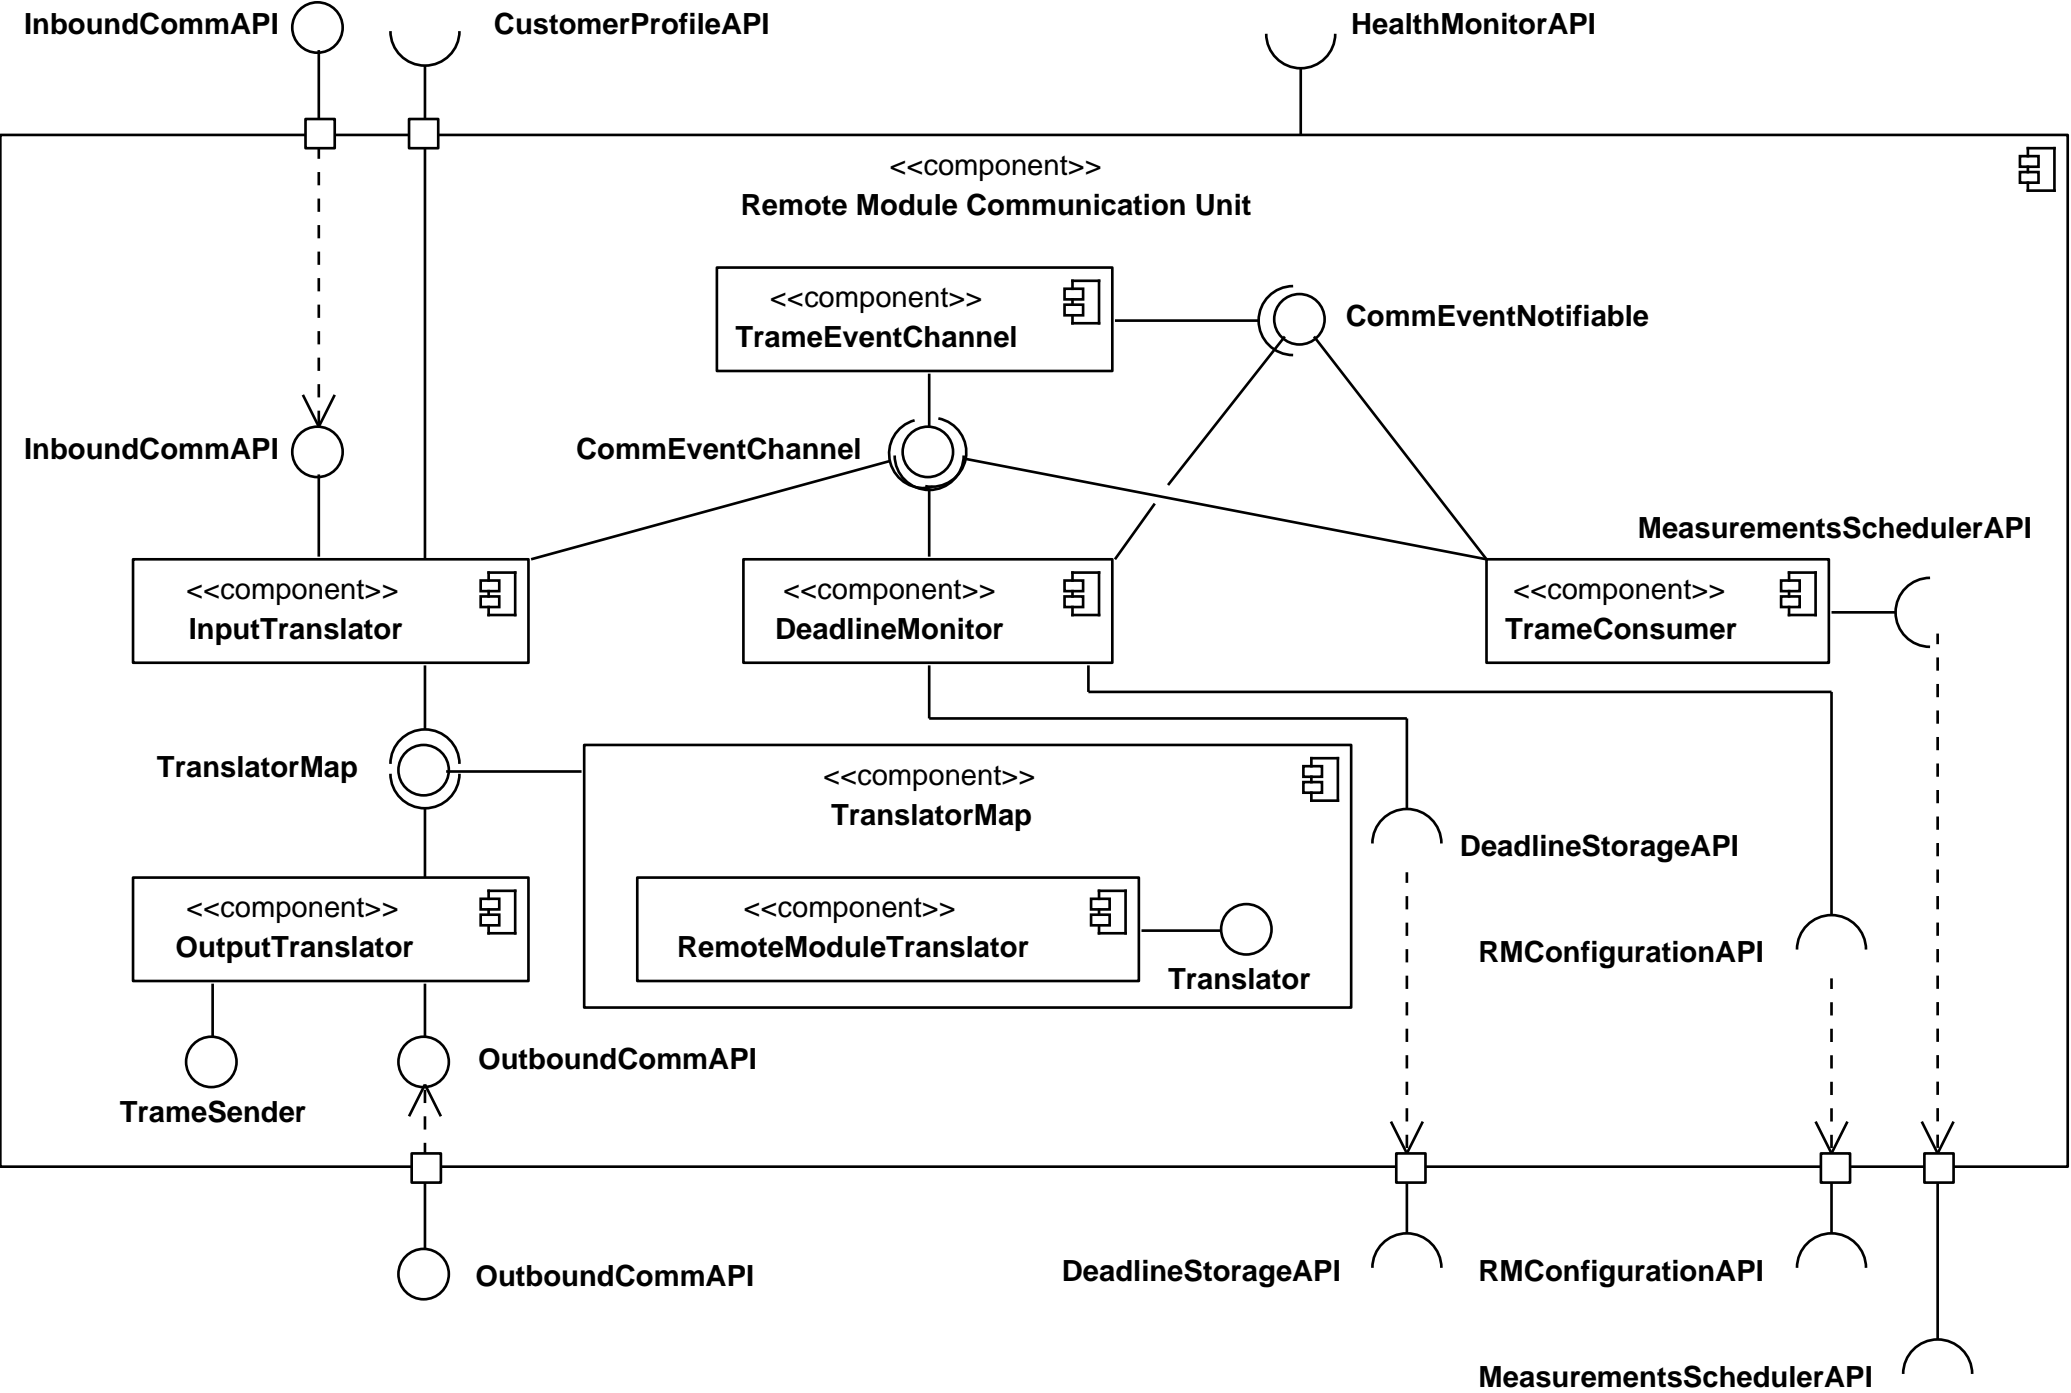 InboundCommAPI
CustomerProfileAPI
HealthMonitorAPI
<<component>>
Remote Module Communication Unit
<<component>>
TrameEventChannel
CommEventNotifiable
InboundCommAPI
CommEventChannel
MeasurementsSchedulerAPI
<<component>>
InputTranslator
<<component>>
DeadlineMonitor
<<component>>
TrameConsumer
TranslatorMap
<<component>>
TranslatorMap
DeadlineStorageAPI
<<component>>
OutputTranslator
<<component>>
RemoteModuleTranslator
Translator
RMConfigurationAPI
OutboundCommAPI
TrameSender
OutboundCommAPI
DeadlineStorageAPI
RMConfigurationAPI
MeasurementsSchedulerAPI